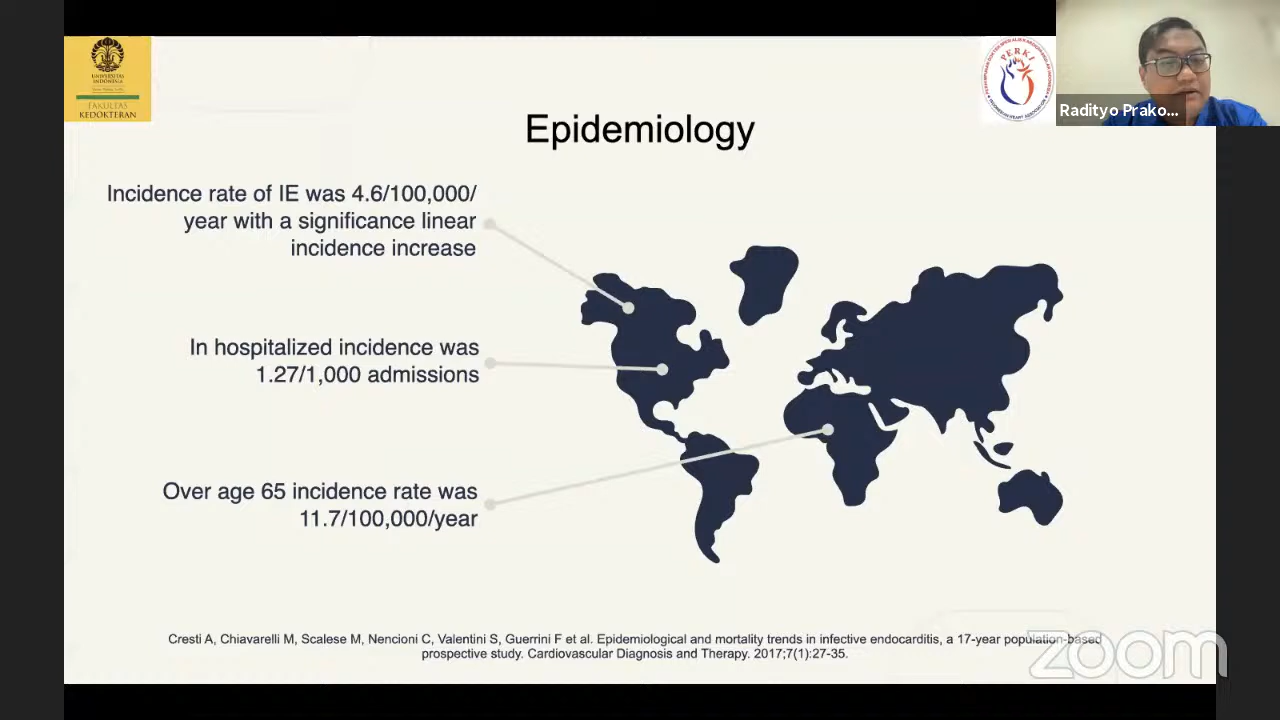 UNIVERSITAS
INDONESIA
FAKULTAS
KEDOKTERAN
PERKI
Radityo Prako...
Epidemiology
Incidence rate of IE was 4.6/100,000/
year with a significance linear
incidence increase
In hospitalized incidence was
1.27/1,000 admissions
Over age 65 incidence rate was
11.7/100,000/year
Cresti A, Chiavarelli M, Scalese M, Nencioni C, Valentini S, Guerrini F et al. Epidemiological and mortality trends in infective endocarditis, a 17-year population-based
prospective study. Cardiovascular Diagnosis and Therapy. 2017;7(1):27-35.
zoom